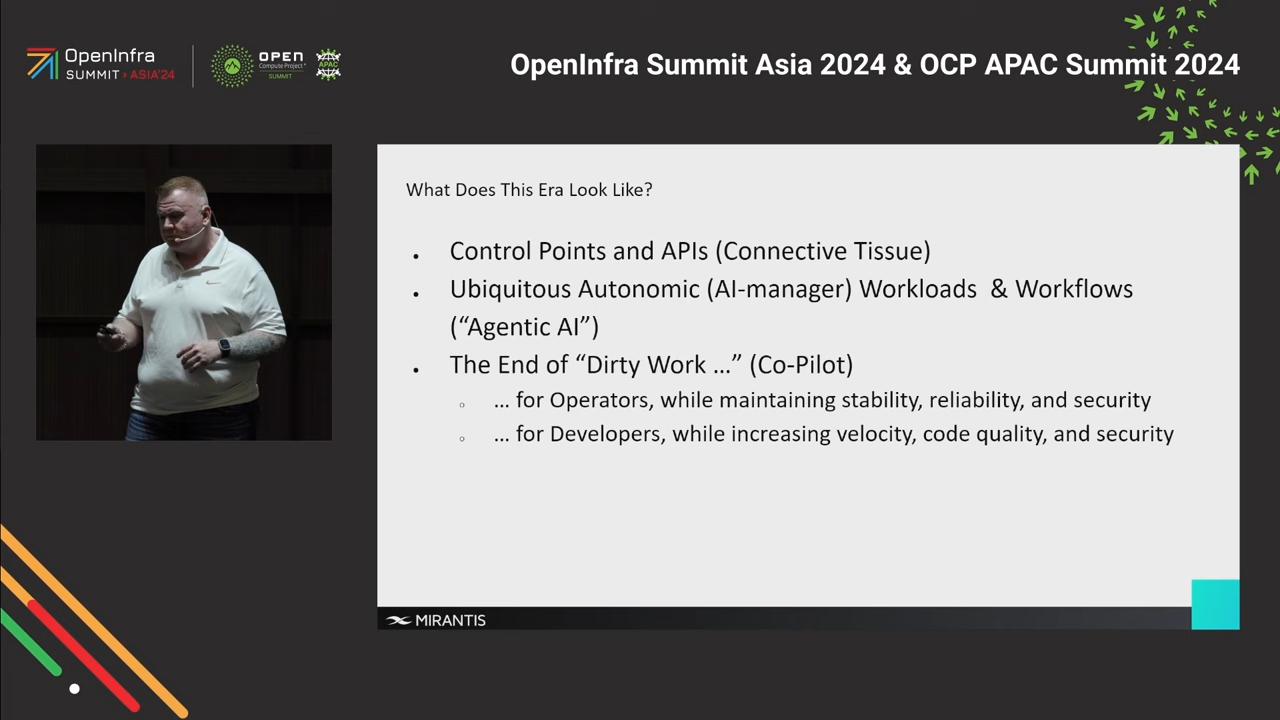 OpenInfra
SUMMIT ASIA'24
OPEN
Compute Project®
SUMMIT
APAC
OpenInfra Summit Asia 2024 & OCP APAC Summit 2024
What Does This Era Look Like?
Control Points and APIs (Connective Tissue)
Ubiquitous Autonomic (AI-manager) Workloads & Workflows
(“Agentic AI”)
The End of “Dirty Work ...” (Co-Pilot)
... for Operators, while maintaining stability, reliability, and security
... for Developers, while increasing velocity, code quality, and security
MIRANTIS